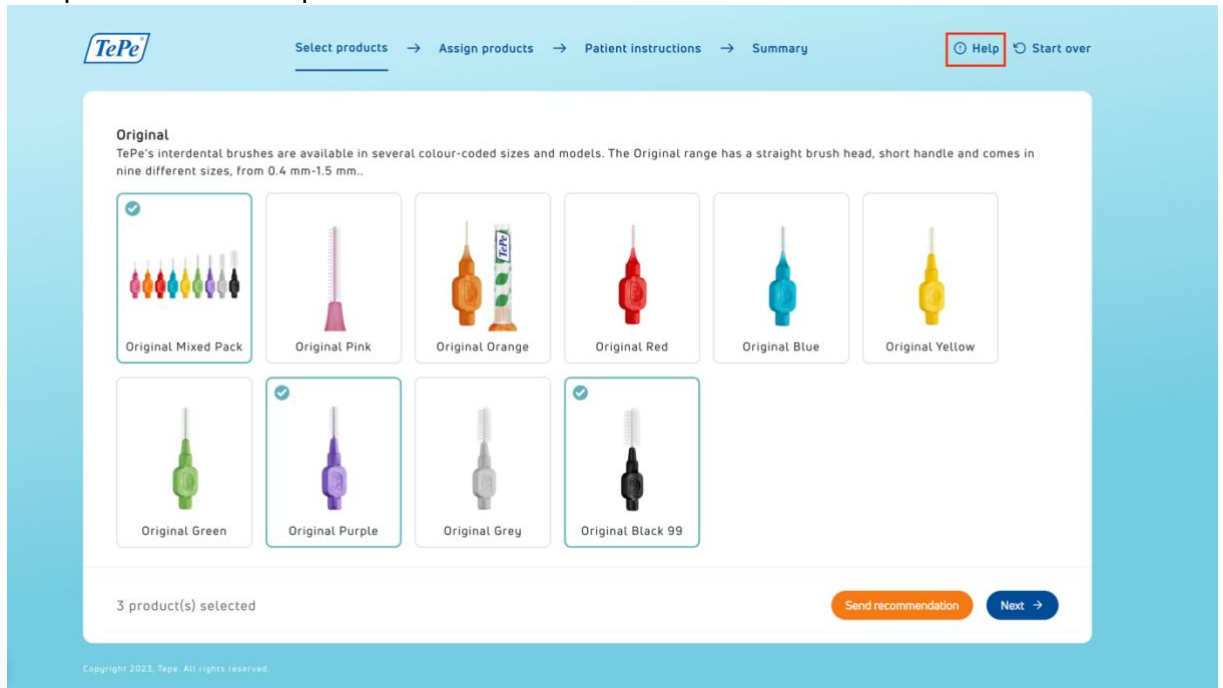 TePe
Select products → Assign products → Patient instructions → Summary
Help Start over
Original
TePe's interdental brushes are available in several colour-coded sizes and models. The Original range has a straight brush head, short handle and comes in
nine different sizes, from 0.4 mm-1.5 mm..
TePe
Original Mixed Pack
Original Pink
Original Orange
Original Red
Original Blue
Original Yellow
Original Green
Original Purple
Original Grey
Original Black 99
3 product(s) selected
Send recommendation
Next →
Copyright 2023, Tepe. All rights reserved.